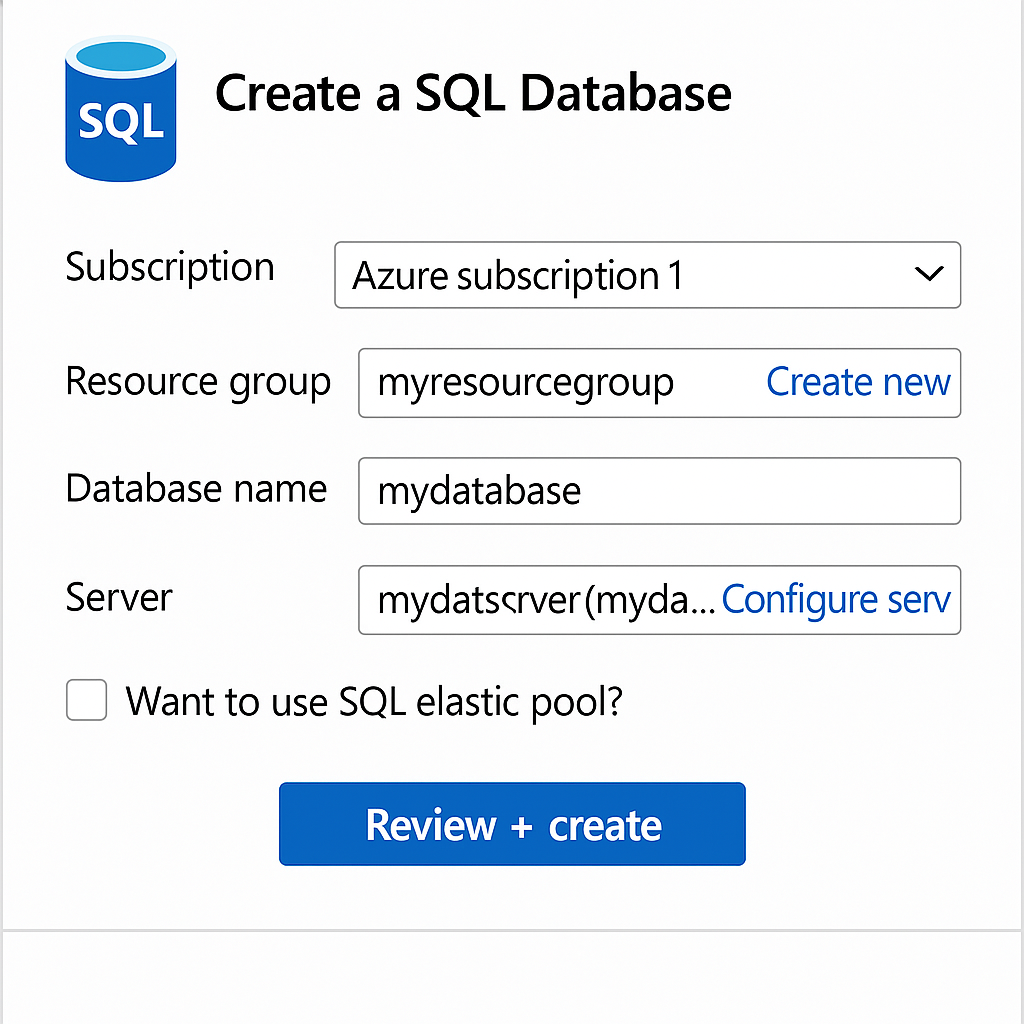 SQL
Create a SQL Database
Subscription
Azure subscription 1
Resource group
myresourcegroup
Create new
Database name
mydatabase
Server
(myda...
Configure serv
Want to use SQL elastic pool?
Review + create